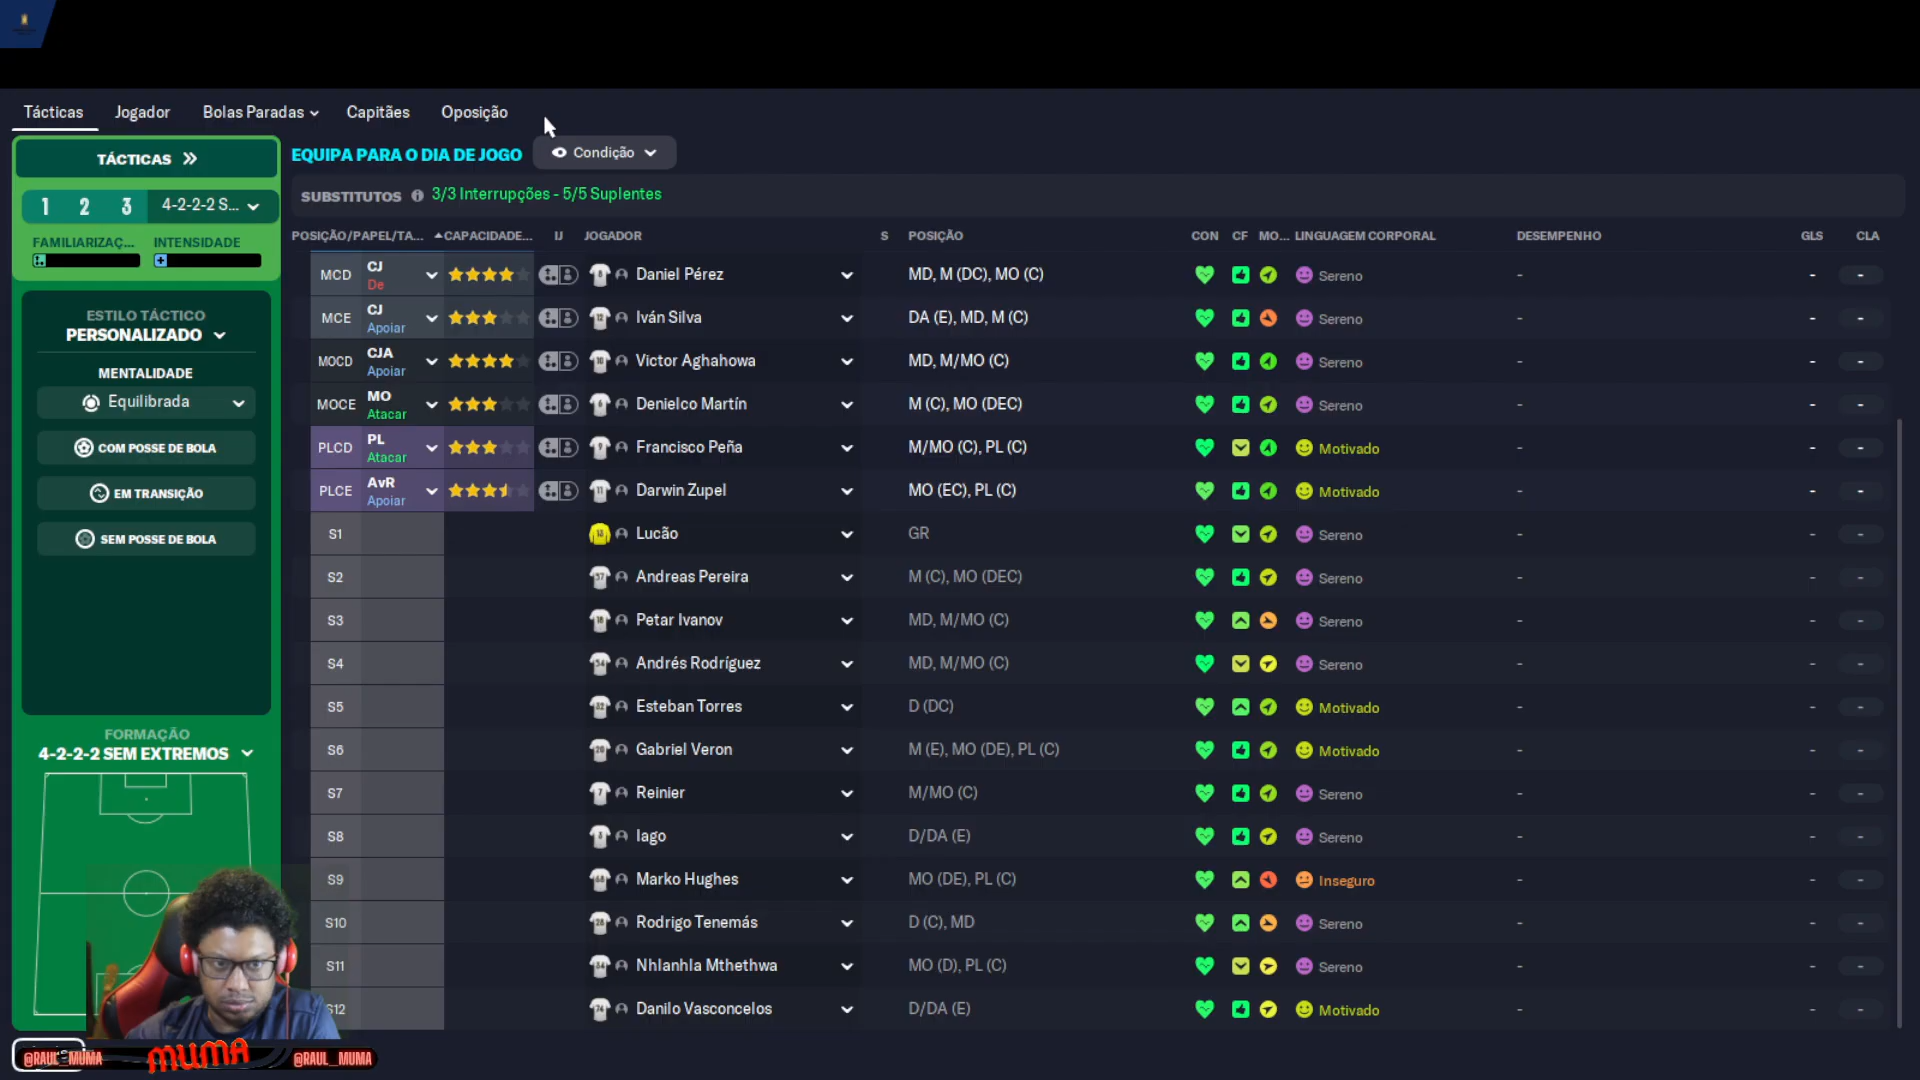 Tácticas Jogador Bolas Paradas Capitães Oposição
TÁCTICAS
1 2 3 4-2-2-2 S...
FAMILIARIZAÇ... INTENSIDADE
ESTILO TÁCTICO
PERSONALIZADO
MENTALIDADE
Equilibrada
COM POSSE DE BOLA
EM TRANSIÇÃO
SEM POSSE DE BOLA
FORMAÇÃO
4-2-2-2 SEM EXTREMOS
EQUIPA PARA O DIA DE JOGO Condição
SUBSTITUTOS 3/3 Interrupções - 5/5 Suplentes
POSIÇÃO/PAPEL/TA... CAPACIDADE... IJ JOGADOR S POSIÇÃO CON CF MO... LINGUAGEM CORPORAL DESEMPENHO GLS CLA
MCD CJ De Daniel Pérez MD, M (DC), MO (C) Sereno - - -
MCE CJ Apoiar Iván Silva DA (E), MD, M (C) Sereno - - -
MOCD CJA Apoiar Victor Aghahowa MD, M/MO (C) Sereno - - -
MOCE MO Atacar Denielco Martín M (C), MO (DEC) Sereno - - -
PLCD PL Atacar Francisco Peña M/MO (C), PL (C) Motivado - - -
PLCE AvR Apoiar Darwin Zupel MO (EC), PL (C) Motivado - - -
S1 Lucão GR Sereno - - -
S2 Andreas Pereira M (C), MO (DEC) Sereno - - -
S3 Petar Ivanov MD, M/MO (C) Sereno - - -
S4 Andrés Rodríguez MD, M/MO (C) Sereno - - -
S5 Esteban Torres D (DC) Motivado - - -
S6 Gabriel Veron M (E), MO (DE), PL (C) Motivado - - -
S7 Reinier M/MO (C) Sereno - - -
S8 Iago D/DA (E) Sereno - - -
S9 Marko Hughes MO (DE), PL (C) Inseguro - - -
S10 Rodrigo Tenemás D (C), MD Sereno - - -
S11 Nhlanhla Mthethwa MO (D), PL (C) Sereno - - -
S12 Danilo Vasconcelos D/DA (E) Motivado - - -
@RAUL_MUMA MUMA @RAUL_MUMA